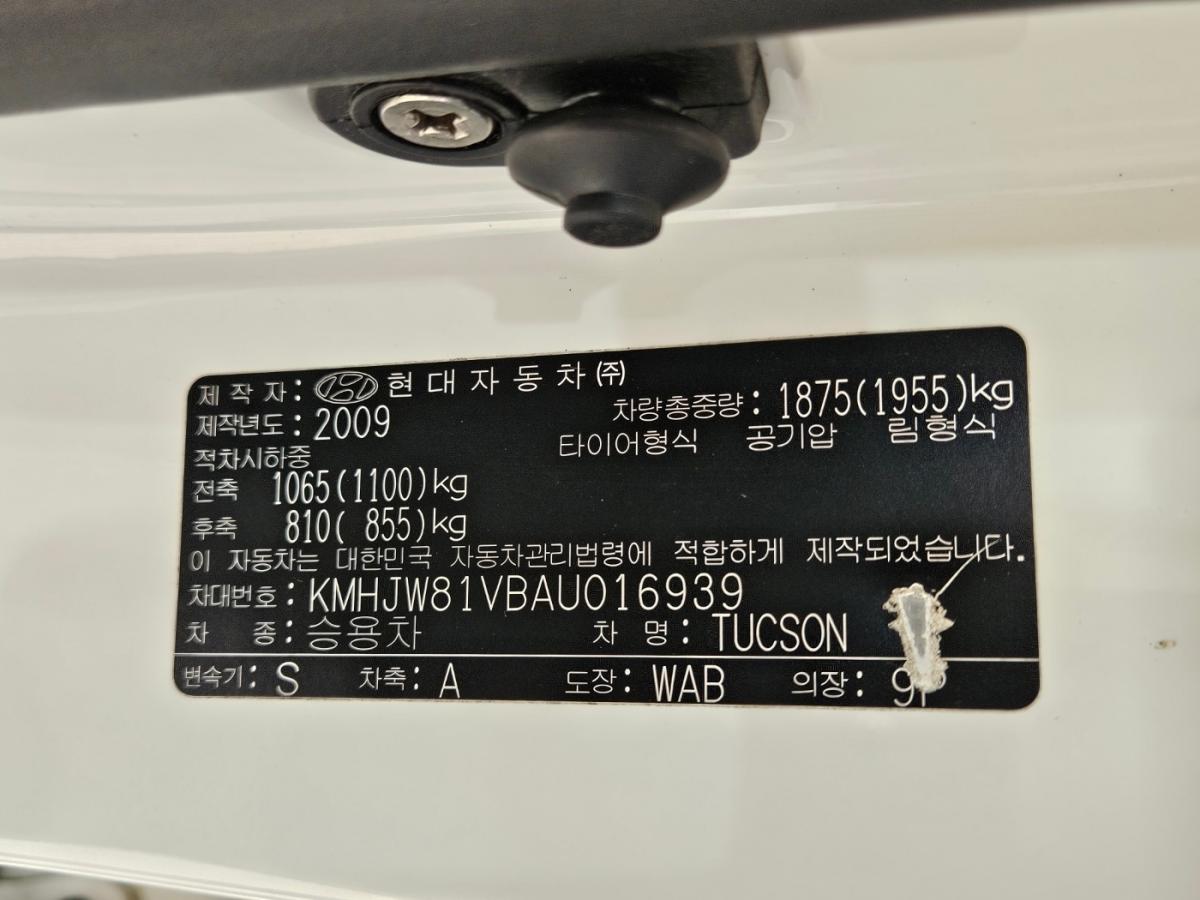 제 작 자 : 현 대 자 동 차 (주)
제작년도 : 2009
차량총중량 : 1875(1955)kg
타이어형식 공기압 림형식
적차시하중
전축 1065(1100)kg
후축 810( 855)kg
이 자동차는 대한민국 자동차관리법령에 적합하게 제작되었습니다.
차대번호 : KMHJW81VBAU016939
차 종 : 승용차 차 명 : TUCSON
변속기 : S 차축 : A 도장 : WAB 의장 :